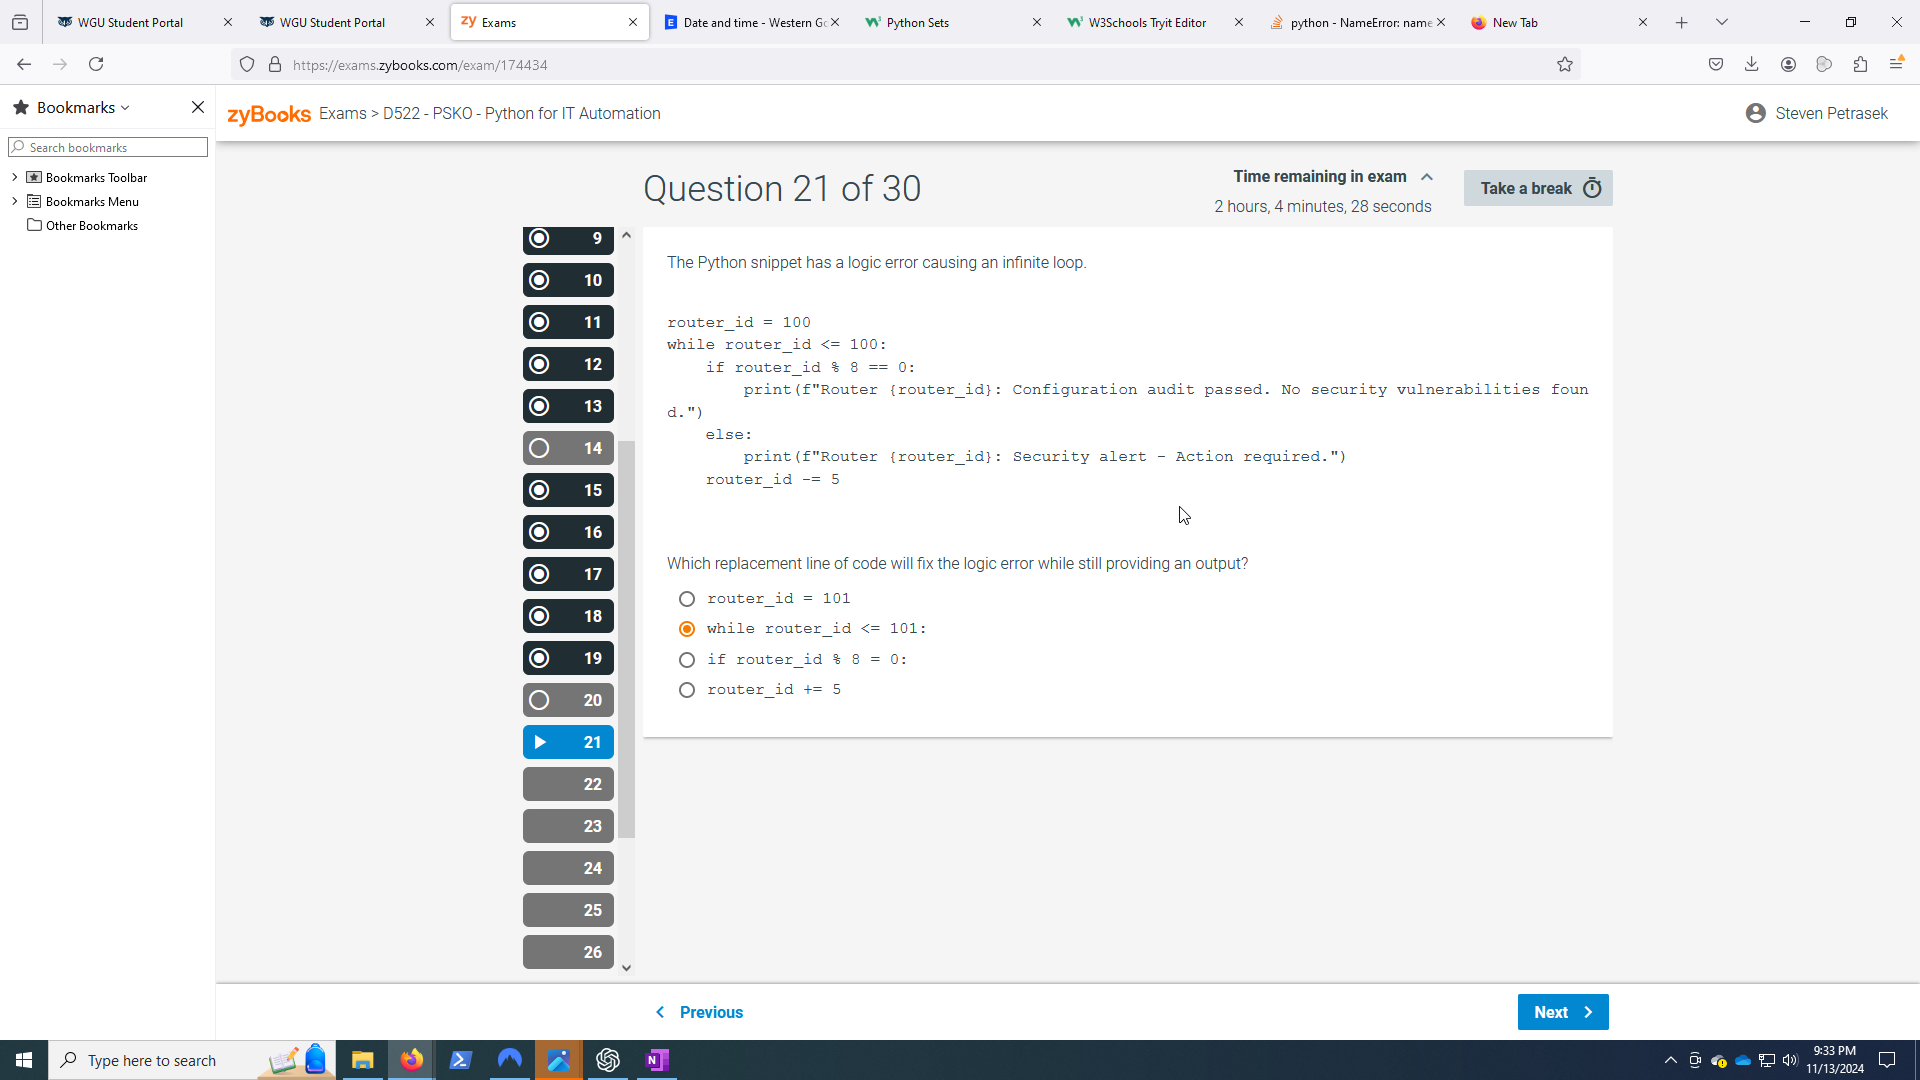 WGU Student Portal
WGU Student Portal
zy Exams
Date and time - Western Go
Python Sets
W3Schools Tryit Editor
python - NameError: name
New Tab
https://exams.zybooks.com/exam/174434
Bookmarks
Search bookmarks
Bookmarks Toolbar
Bookmarks Menu
Other Bookmarks
zyBooks Exams > D522 - PSKO - Python for IT Automation
Steven Petrasek
Question 21 of 30
Time remaining in exam
2 hours, 4 minutes, 28 seconds
Take a break
9
10
11
12
13
14
15
16
17
18
19
20
21
22
23
24
25
26
The Python snippet has a logic error causing an infinite loop.
router_id = 100
while router_id <= 100:
    if router_id % 8 == 0:
        print(f"Router {router_id}: Configuration audit passed. No security vulnerabilities foun
d.")
    else:
        print(f"Router {router_id}: Security alert - Action required.")
    router_id -= 5
Which replacement line of code will fix the logic error while still providing an output?
router_id = 101
while router_id <= 101:
if router_id % 8 = 0:
router_id += 5
Previous
Next
Type here to search
9:33 PM
11/13/2024